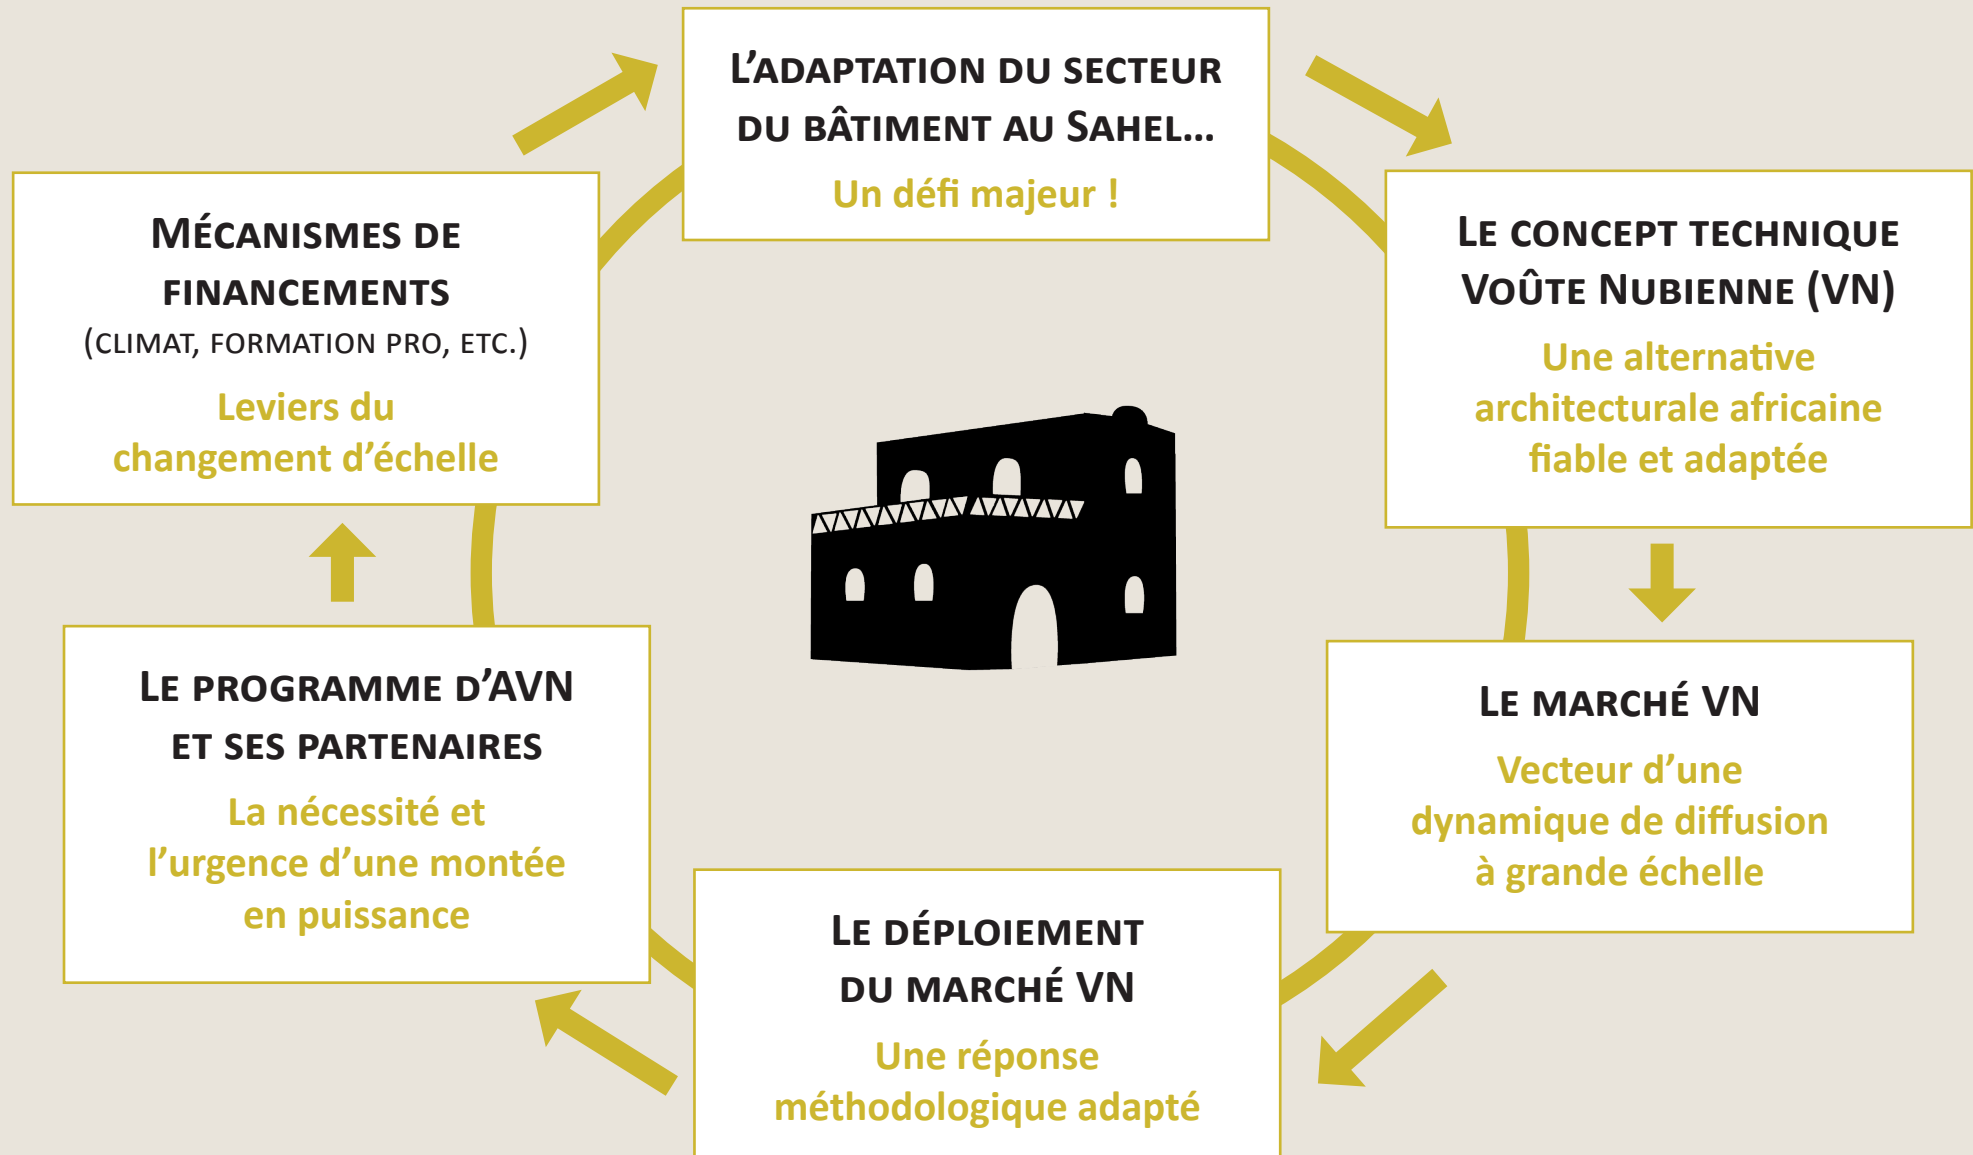 L'ADAPTATION DU SECTEUR
DU BÂTIMENT AU SAHEL...
Un défi majeur !
LE CONCEPT TECHNIQUE
VOÛTE NUBIENNE (VN)
Une alternative
architecturale africaine
fiable et adaptée
LE MARCHÉ VN
Vecteur d'une
dynamique de diffusion
à grande échelle
LE DÉPLOIEMENT
DU MARCHÉ VN
Une réponse
méthodologique adapté
LE PROGRAMME D'AVN
ET SES PARTENAIRES
La nécessité et
l'urgence d'une montée
en puissance
MÉCANISMES DE
FINANCEMENTS
(CLIMAT, FORMATION PRO, ETC.)
Leviers du
changement d'échelle